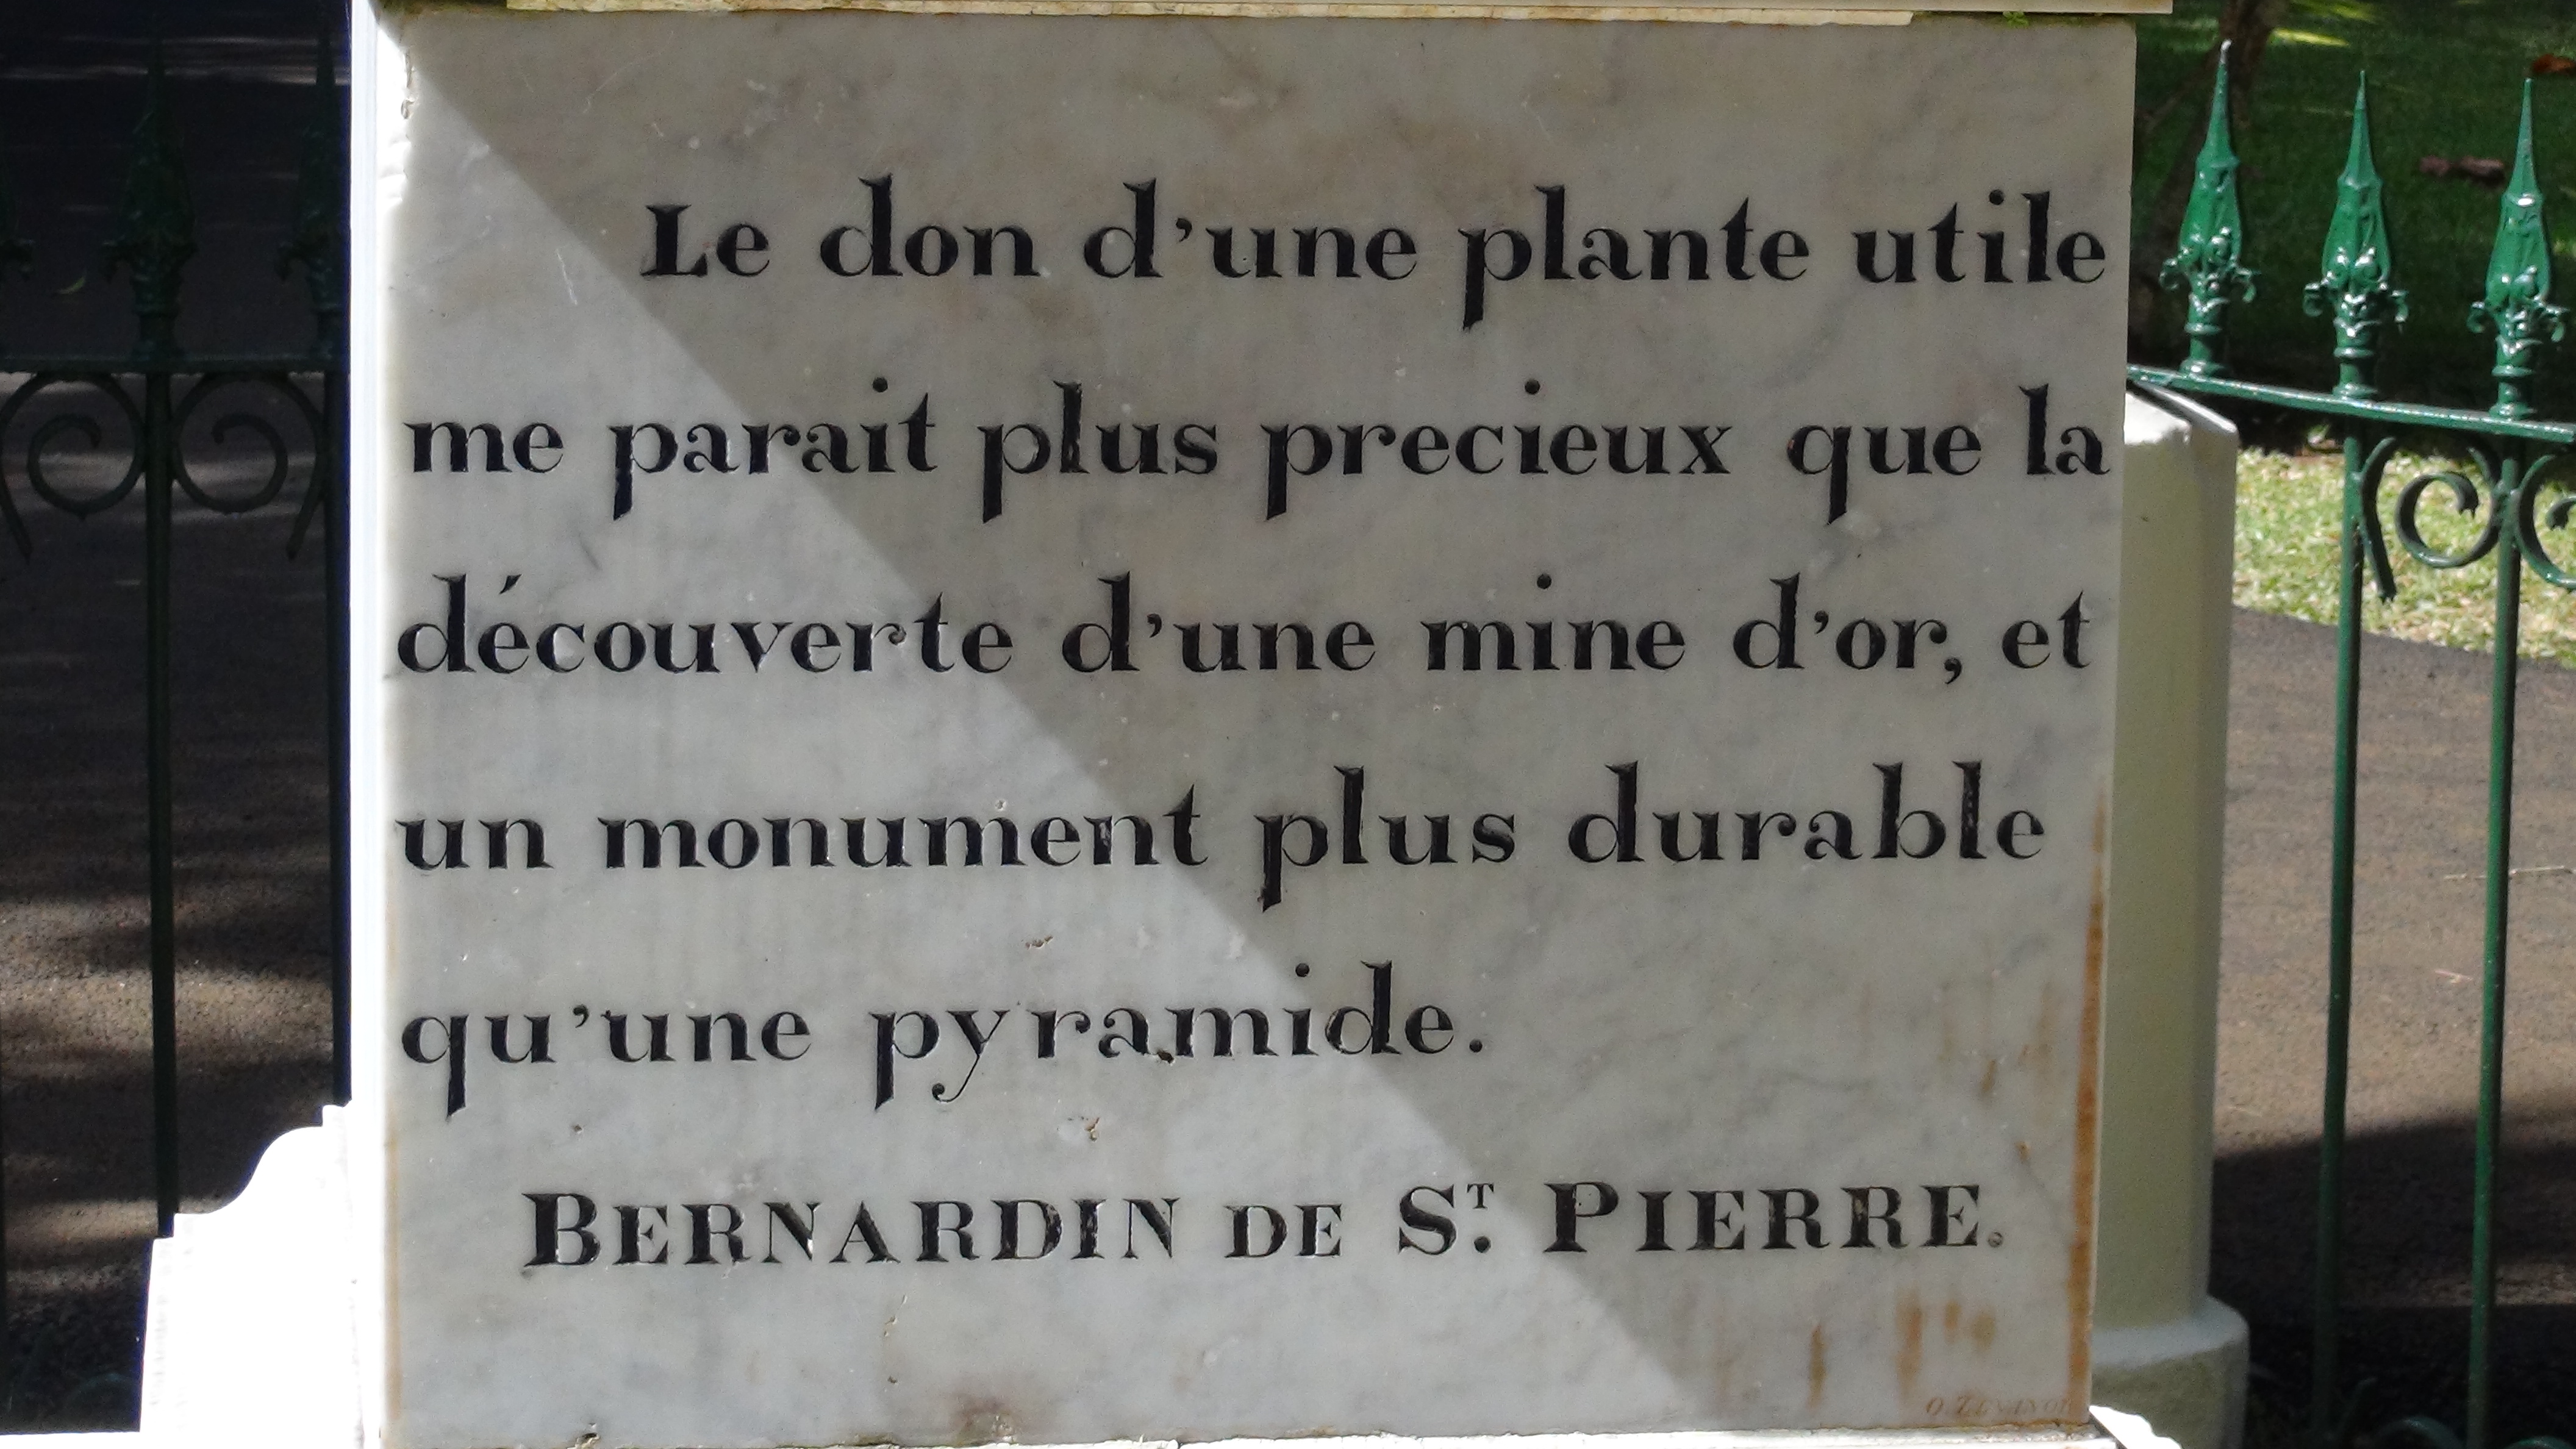 Le don d'une plante utile
me parait plus precieux que la
découverte d'une mine d'or, et
un monument plus durable
qu'une pyramide.
BERNARDIN DE ST. PIERRE.